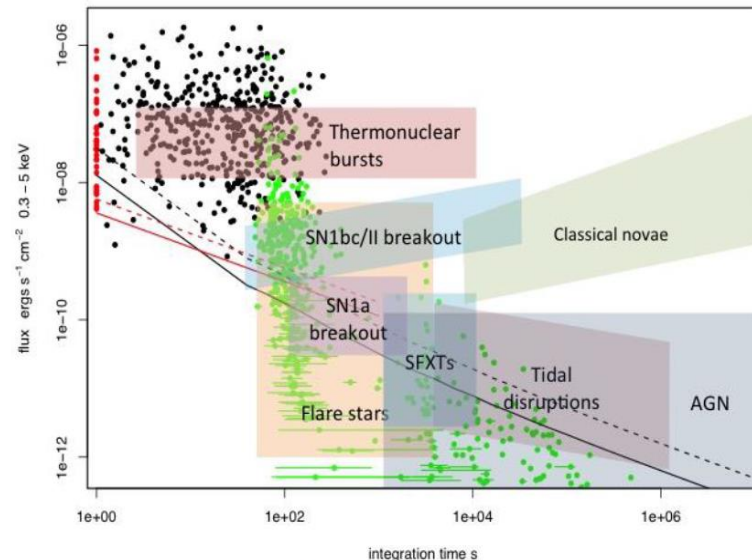 1e−06
1e−08
1e−10
1e−12
flux ergs s⁻¹ cm⁻² 0.3 − 5 keV
Thermonuclear
bursts
SN1bc/II breakout
Classical novae
SN1a
breakout
SFXTs
Tidal
disruptions
AGN
Flare stars
1e+00
1e+02
1e+04
1e+06
integration time s